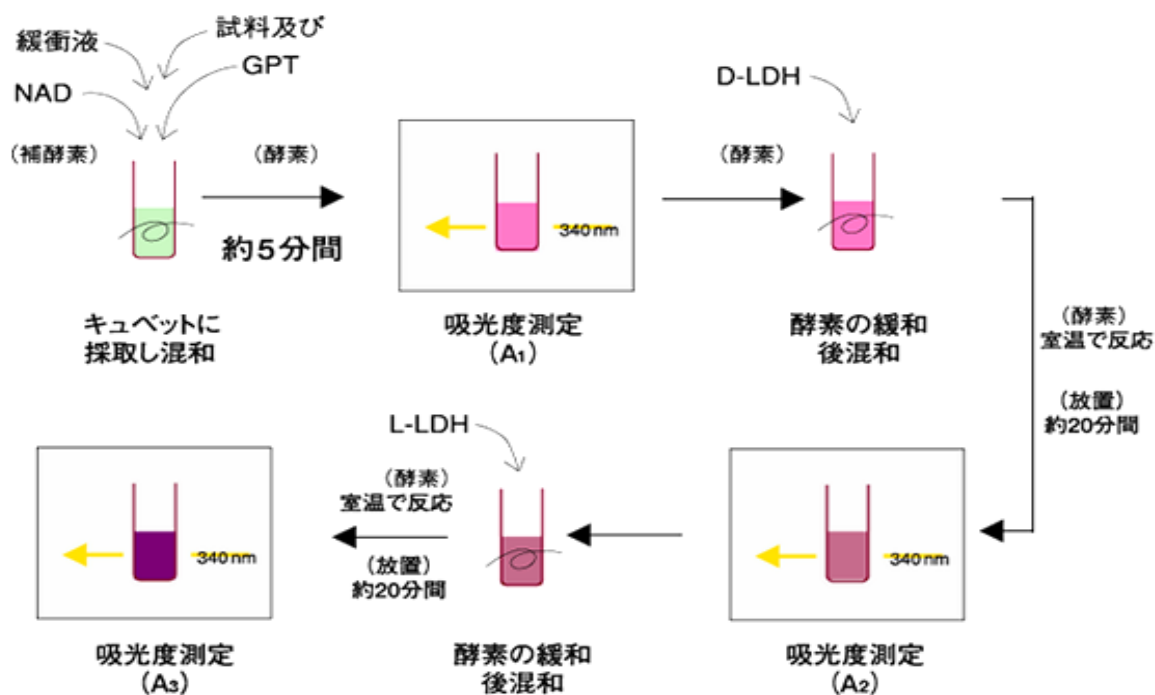 緩衝液
試料及び
GPT
NAD
(補酵素)
(酵素)
約5分間
キュベットに
採取し混和
340nm
吸光度測定
(A₁)
(酵素)
D-LDH
酵素の緩和
後混和
(酵素)
室温で反応
(放置)
約20分間
340nm
吸光度測定
(A₂)
L-LDH
酵素の緩和
後混和
(酵素)
室温で反応
(放置)
約20分間
340nm
吸光度測定
(A₃)